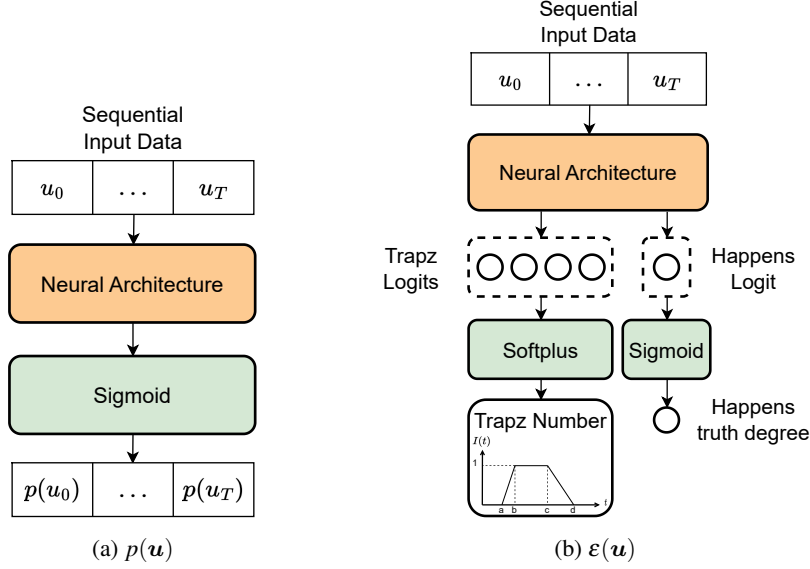 Sequential
Input Data
u_0 ... u_T
Neural Architecture
Sigmoid
p(u_0) ... p(u_T)
(a) p(u)
Sequential
Input Data
u_0 ... u_T
Neural Architecture
Trapz
Logits
Happens
Logit
Softplus
Sigmoid
Trapz Number
I(t)
1
a b c d t
Happens
truth degree
(b) ε(u)